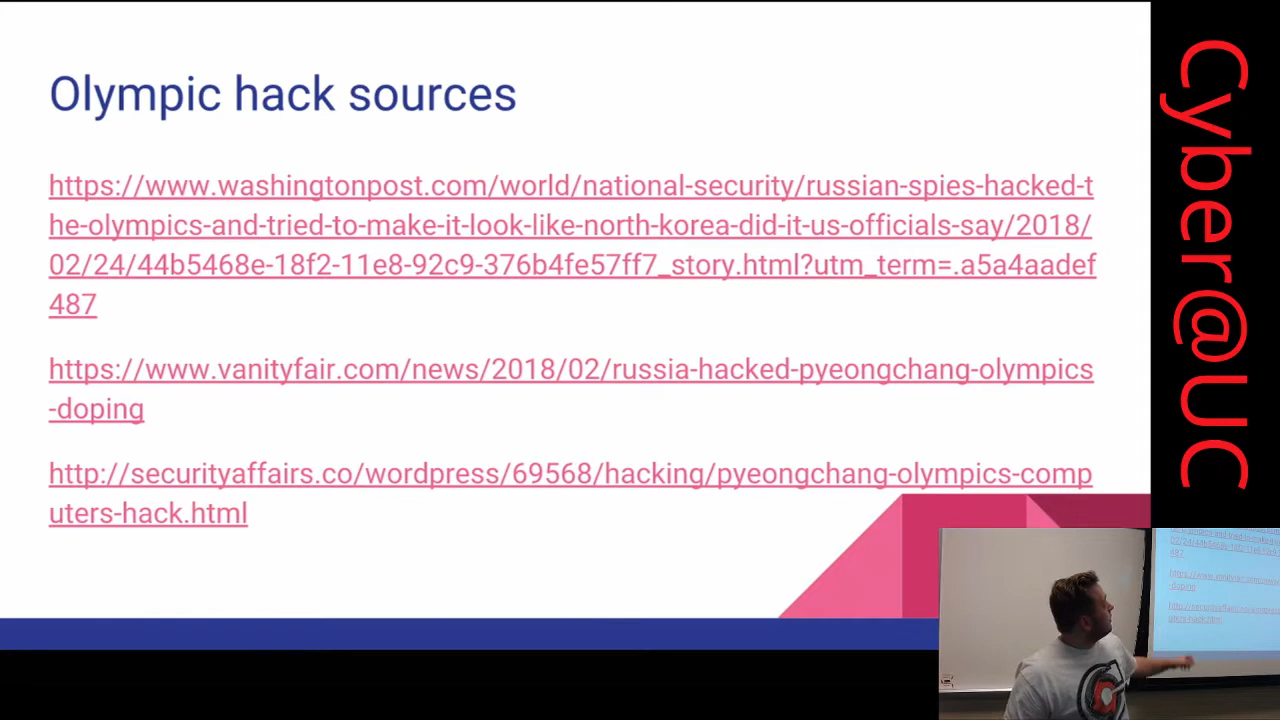 Olympic hack sources
https://www.washingtonpost.com/world/national-security/russian-spies-hacked-t
he-olympics-and-tried-to-make-it-look-like-north-korea-did-it-us-officials-say/2018/
02/24/44b5468e-18f2-11e8-92c9-376b4fe57ff7_story.html?utm_term=.a5a4aadef
487
https://www.vanityfair.com/news/2018/02/russia-hacked-pyeongchang-olympics
-doping
http://securityaffairs.co/wordpress/69568/hacking/pyeongchang-olympics-comp
uters-hack.html
Cyber@UC
487
-doping